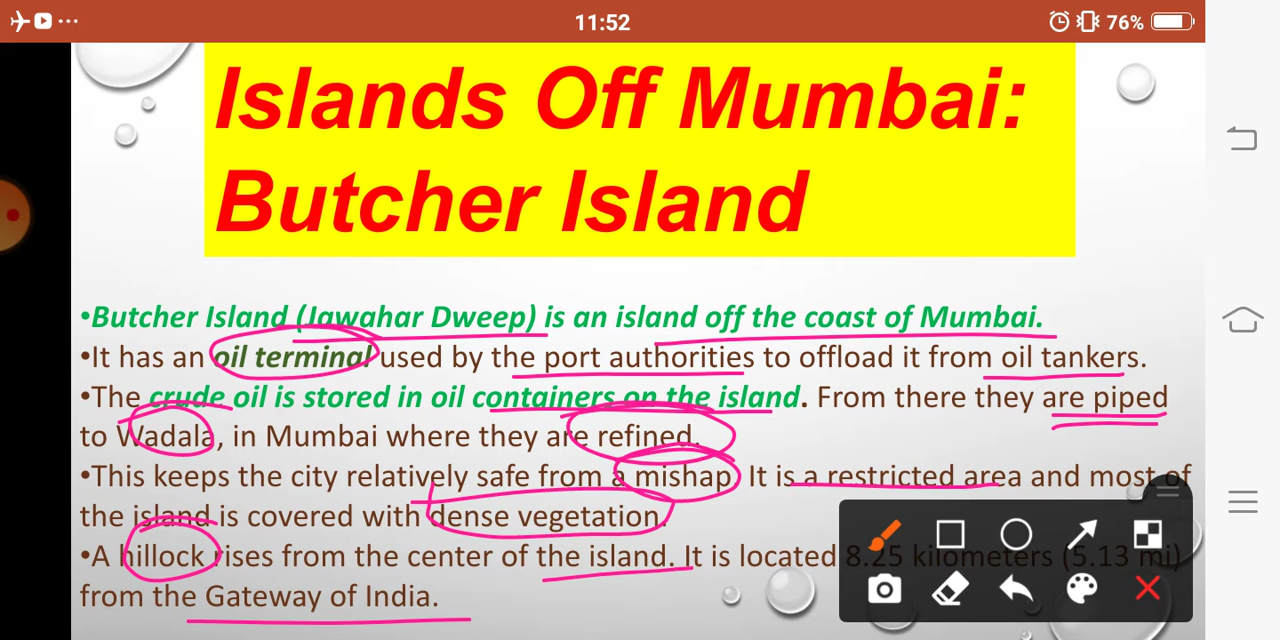 11:52
76%
Islands Off Mumbai:
Butcher Island
•Butcher Island (Jawahar Dweep) is an island off the coast of Mumbai.
•It has an oil terminal used by the port authorities to offload it from oil tankers.
•The crude oil is stored in oil containers on the island. From there they are piped
to Wadala, in Mumbai where they are refined.
•This keeps the city relatively safe from a mishap It is a restricted area and most of
the island is covered with dense vegetation.
•A hillock rises from the center of the island. It is located 8.25 kilometers (5.13 mi)
from the Gateway of India.